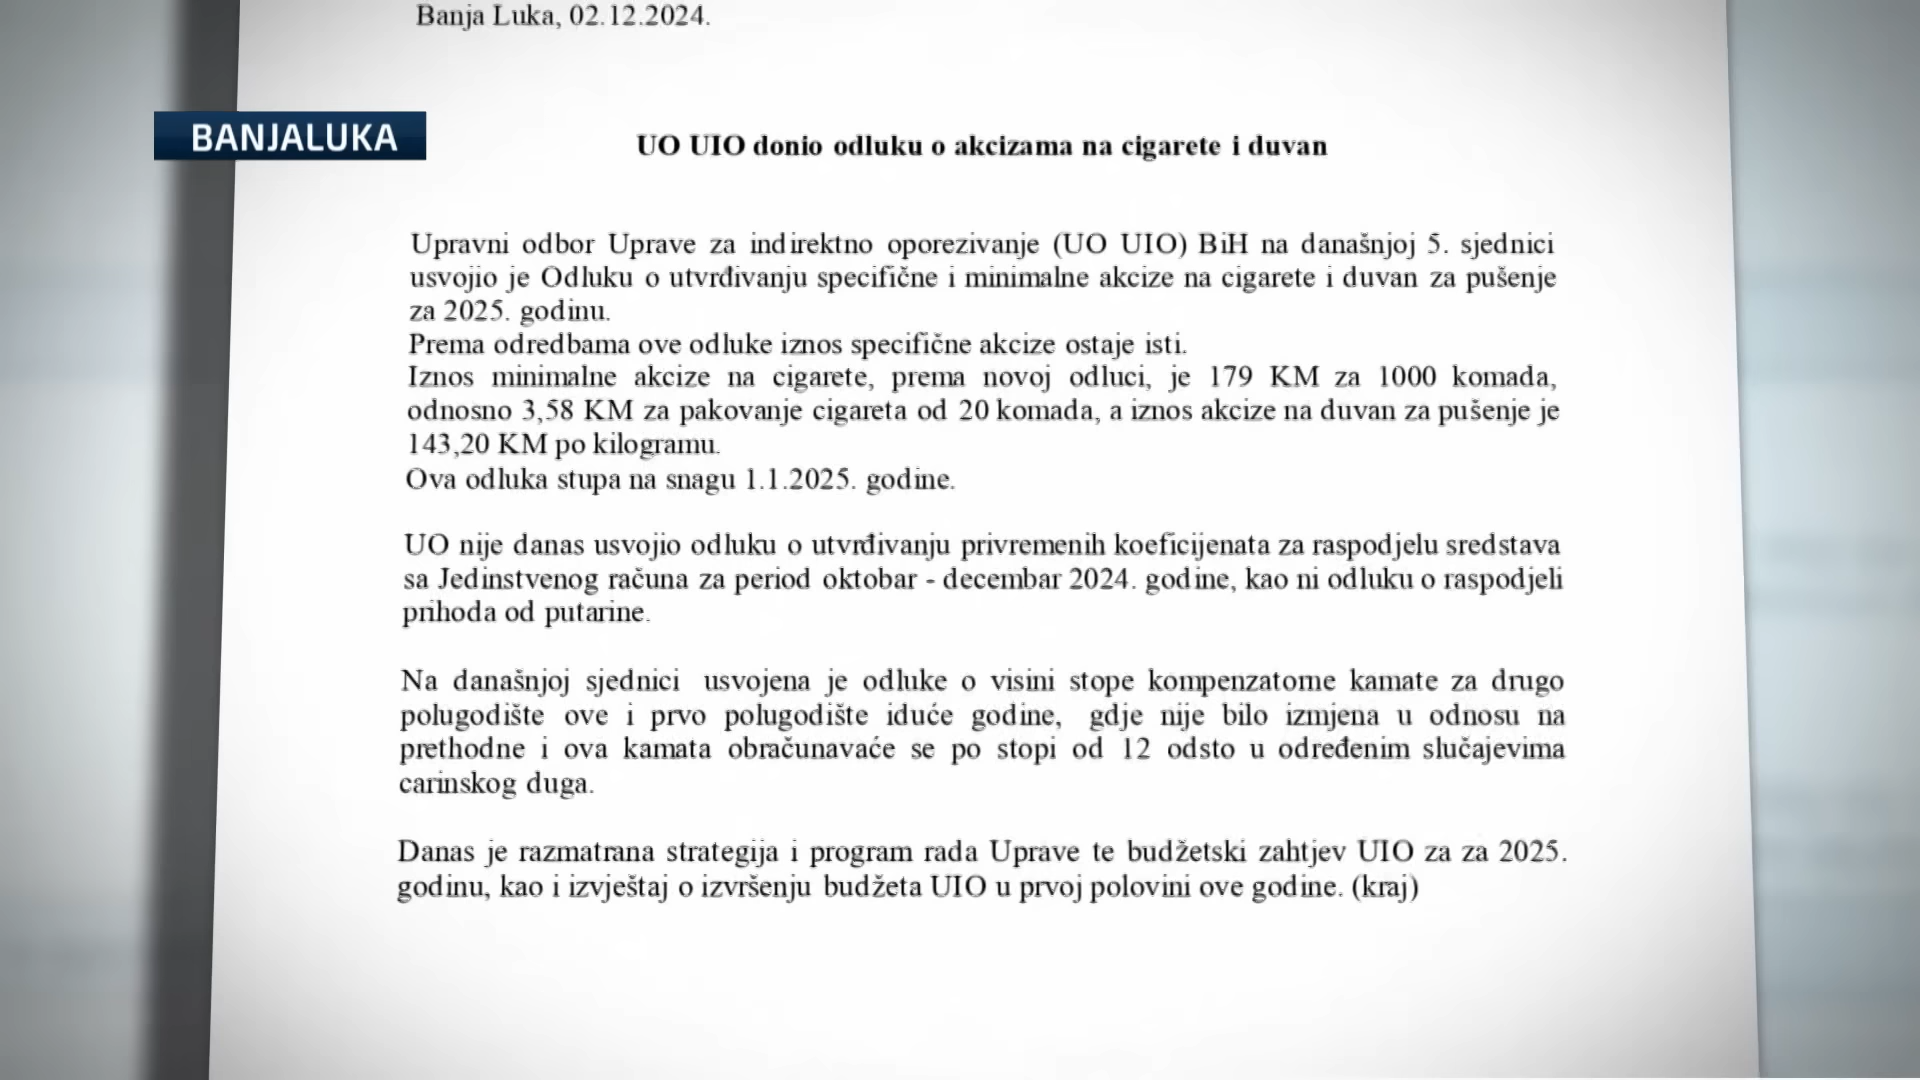 Banja Luka, 02.12.2024.
BANJALUKA
UO UIO donio odluku o akcizama na cigarete i duvan
Upravni odbor Uprave za indirektno oporezivanje (UO UIO) BiH na današnjoj 5. sjednici
usvojio je Odluku o utvrđivanju specifične i minimalne akcize na cigarete i duvan za pušenje
za 2025. godinu.
Prema odredbama ove odluke iznos specifične akcize ostaje isti.
Iznos minimalne akcize na cigarete, prema novoj odluci, je 179 KM za 1000 komada,
odnosno 3,58 KM za pakovanje cigareta od 20 komada, a iznos akcize na duvan za pušenje je
143,20 KM po kilogramu.
Ova odluka stupa na snagu 1.1.2025. godine.
UO nije danas usvojio odluku o utvrđivanju privremenih koeficijenata za raspodjelu sredstava
sa Jedinstvenog računa za period oktobar - decembar 2024. godine, kao ni odluku o raspodjeli
prihoda od putarine.
Na današnjoj sjednici usvojena je odluke o visini stope kompenzatorne kamate za drugo
polugodište ove i prvo polugodište iduće godine, gdje nije bilo izmjena u odnosu na
prethodne i ova kamata obračunavaće se po stopi od 12 odsto u određenim slučajevima
carinskog duga.
Danas je razmatrana strategija i program rada Uprave te budžetski zahtjev UIO za za 2025.
godinu, kao i izvještaj o izvršenju budžeta UIO u prvoj polovini ove godine. (kraj)